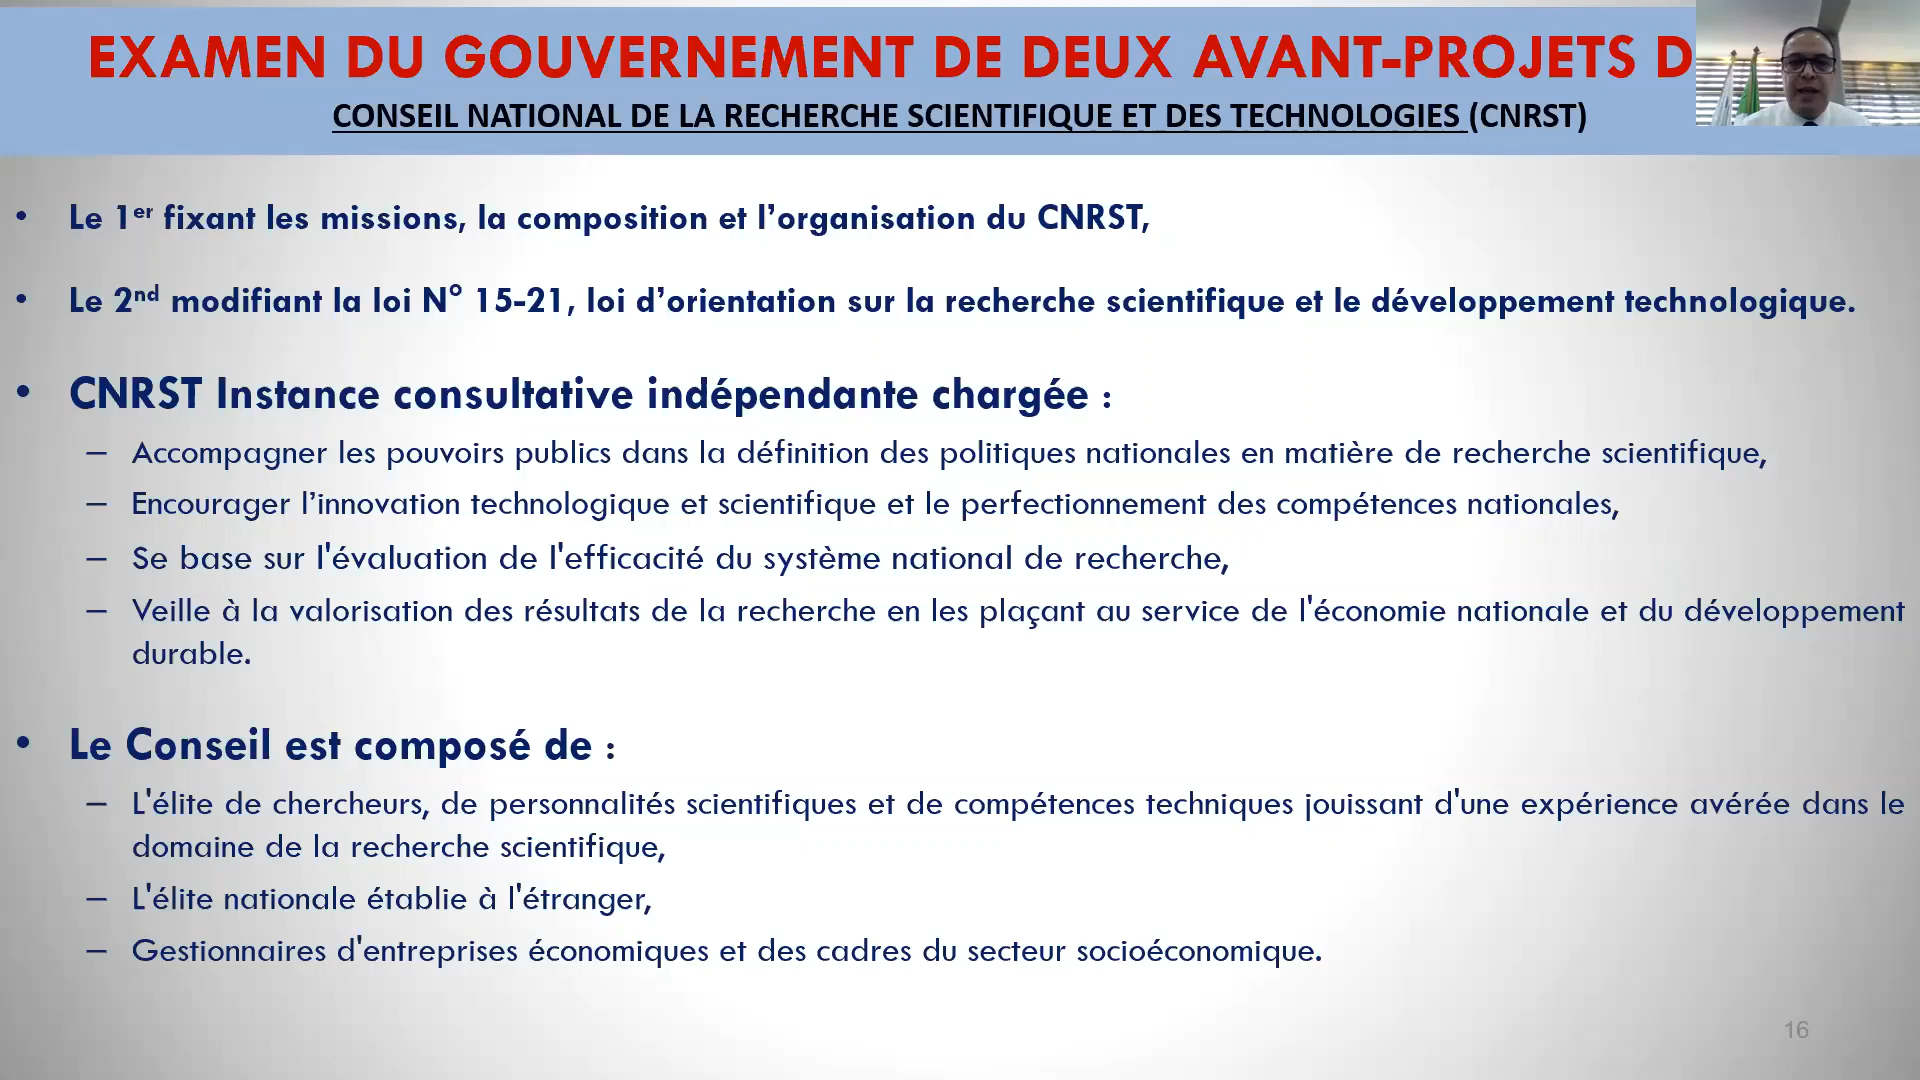 EXAMEN DU GOUVERNEMENT DE DEUX AVANT-PROJETS D
CONSEIL NATIONAL DE LA RECHERCHE SCIENTIFIQUE ET DES TECHNOLOGIES (CNRST)
• Le 1er fixant les missions, la composition et l’organisation du CNRST,
• Le 2nd modifiant la loi N° 15-21, loi d’orientation sur la recherche scientifique et le développement technologique.
• CNRST Instance consultative indépendante chargée :
– Accompagner les pouvoirs publics dans la définition des politiques nationales en matière de recherche scientifique,
– Encourager l’innovation technologique et scientifique et le perfectionnement des compétences nationales,
– Se base sur l'évaluation de l'efficacité du système national de recherche,
– Veille à la valorisation des résultats de la recherche en les plaçant au service de l'économie nationale et du développement
durable.
• Le Conseil est composé de :
– L'élite de chercheurs, de personnalités scientifiques et de compétences techniques jouissant d'une expérience avérée dans le
domaine de la recherche scientifique,
– L'élite nationale établie à l'étranger,
– Gestionnaires d'entreprises économiques et des cadres du secteur socioéconomique.
16